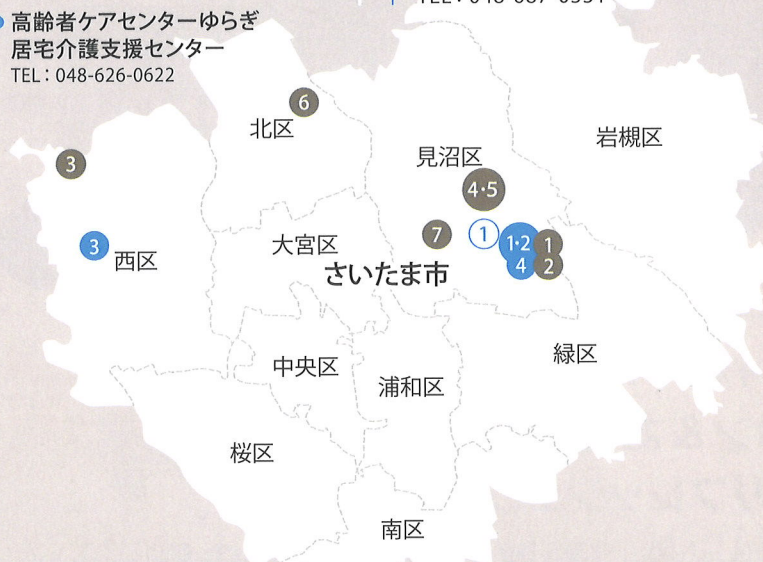 高齢者ケアセンターゆらぎ
居宅介護支援センター
TEL：048-626-0622
6
北区
岩槻区
見沼区
3
4・5
7
1
1・2
1
3
西区
大宮区
4
2
さいたま市
緑区
中央区
浦和区
桜区
南区